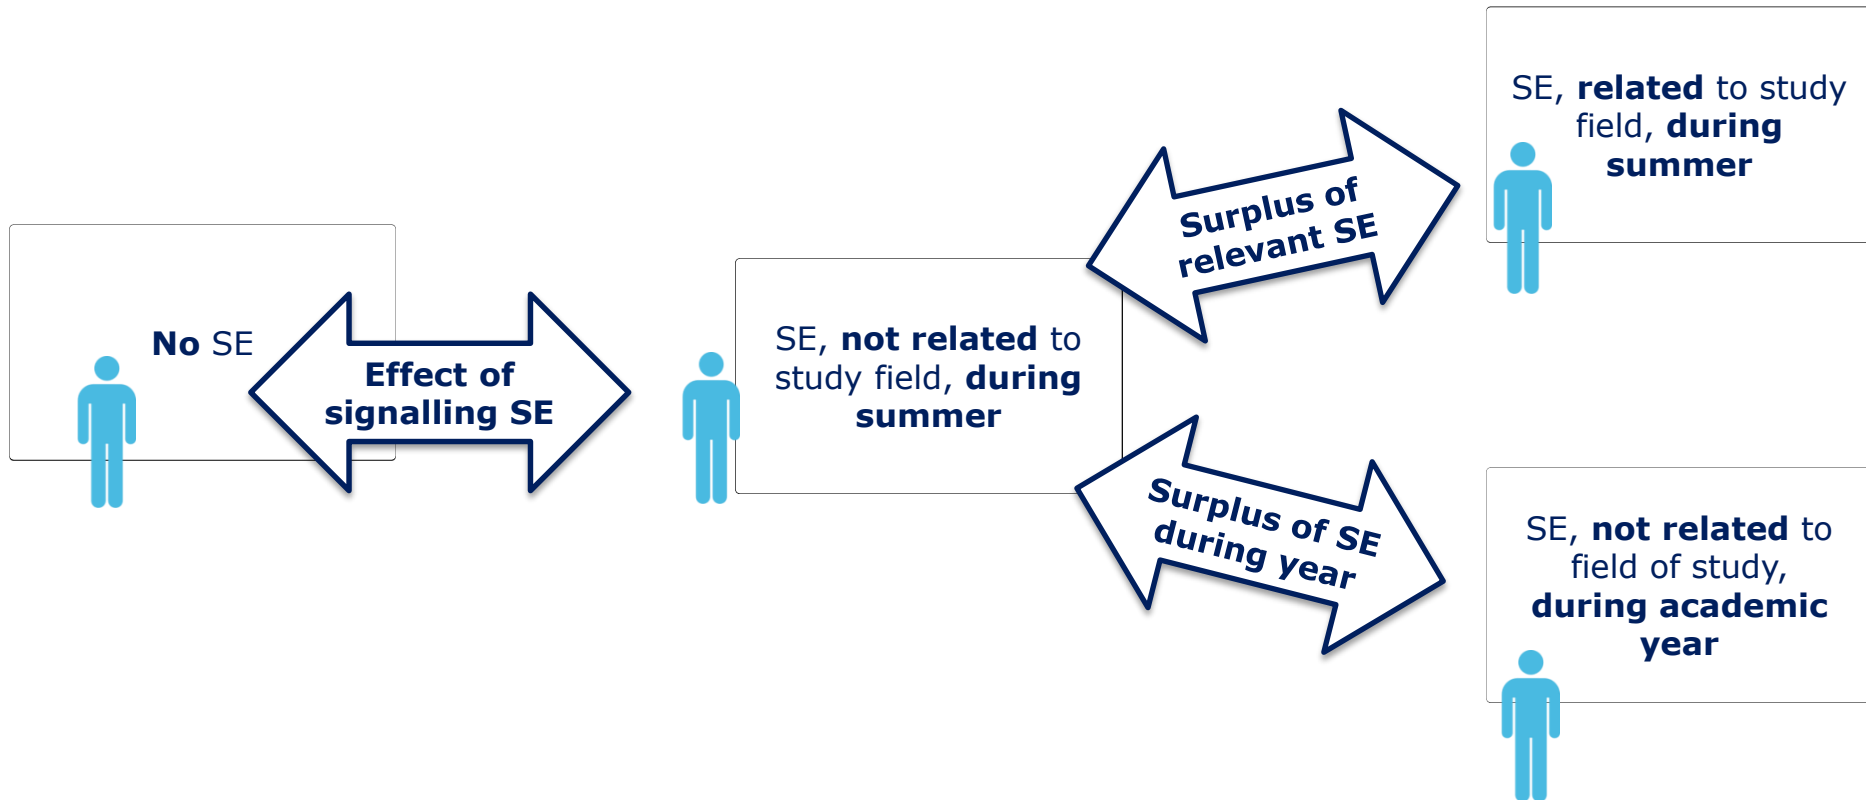 No SE
Effect of
signalling SE
SE, not related to
study field, during
summer
Surplus of
relevant SE
SE, related to study
field, during
summer
Surplus of SE
during year
SE, not related to
field of study,
during academic
year